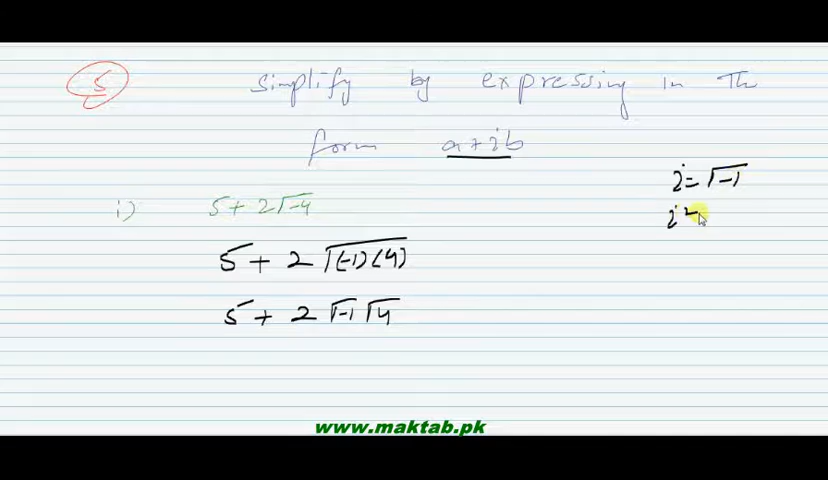 5 simplify by expressing in The
form a+ib
i = √-1
i) 5 + 2√-4
i²
5 + 2 √(-1)(4)
5 + 2 √-1 √4
www.maktab.pk